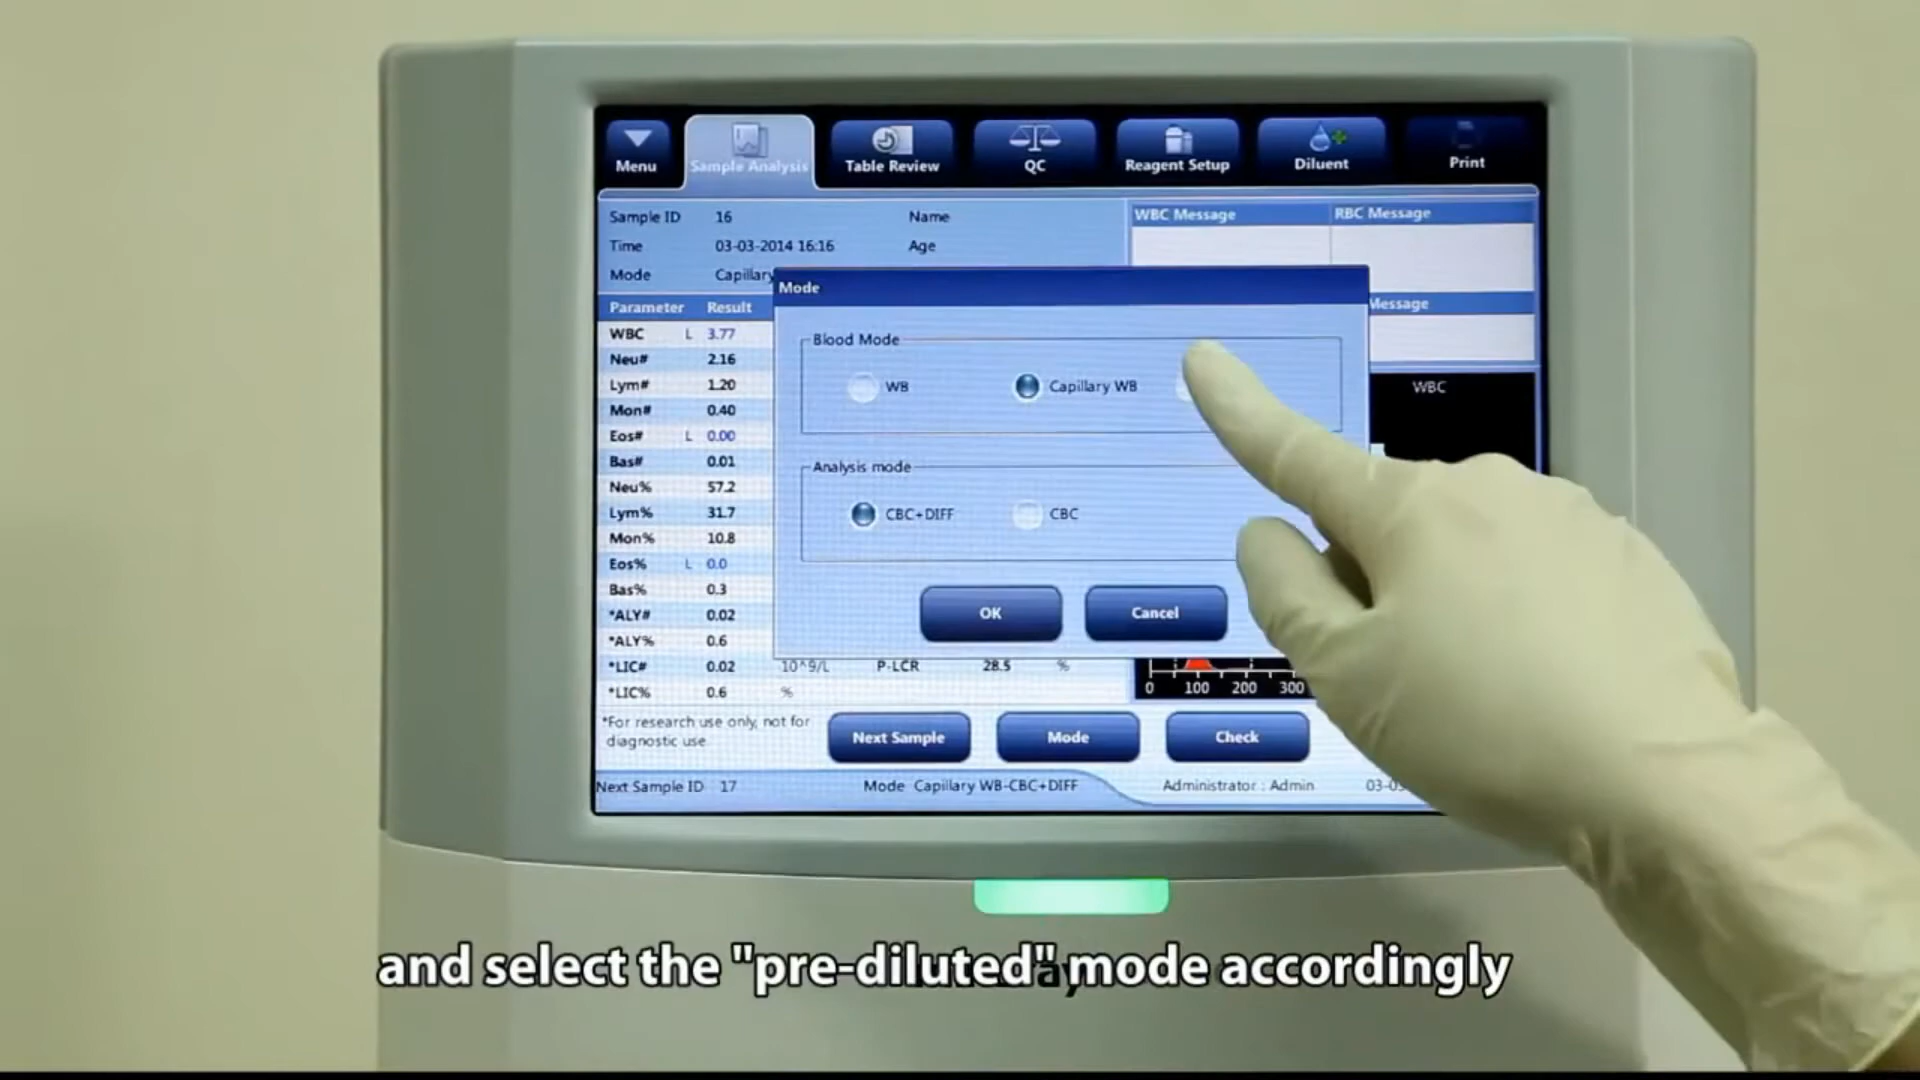 Menu
Sample Analysis
Table Review
QC
Reagent Setup
Diluent
Print
Sample ID 16 Name
Time 03-03-2014 16:16 Age
Mode Capillary
WBC Message RBC Message
Message
Parameter Result
WBC L 3.77
Neu# 2.16
Lym# 1.20
Mon# 0.40
Eos# L 0.00
Bas# 0.01
Neu% 57.2
Lym% 31.7
Mon% 10.8
Eos% L 0.0
Bas% 0.3
*ALY# 0.02
*ALY% 0.6
*LIC# 0.02 10^9/L P-LCR 28.5 %
*LIC% 0.6 %
Mode
Blood Mode
WB Capillary WB
Analysis mode
CBC+DIFF CBC
OK Cancel
WBC
0 100 200 300
*For research use only, not for
diagnostic use
Next Sample Mode Check
Next Sample ID 17 Mode Capillary WB-CBC+DIFF Administrator : Admin
and select the "pre-diluted" mode accordingly